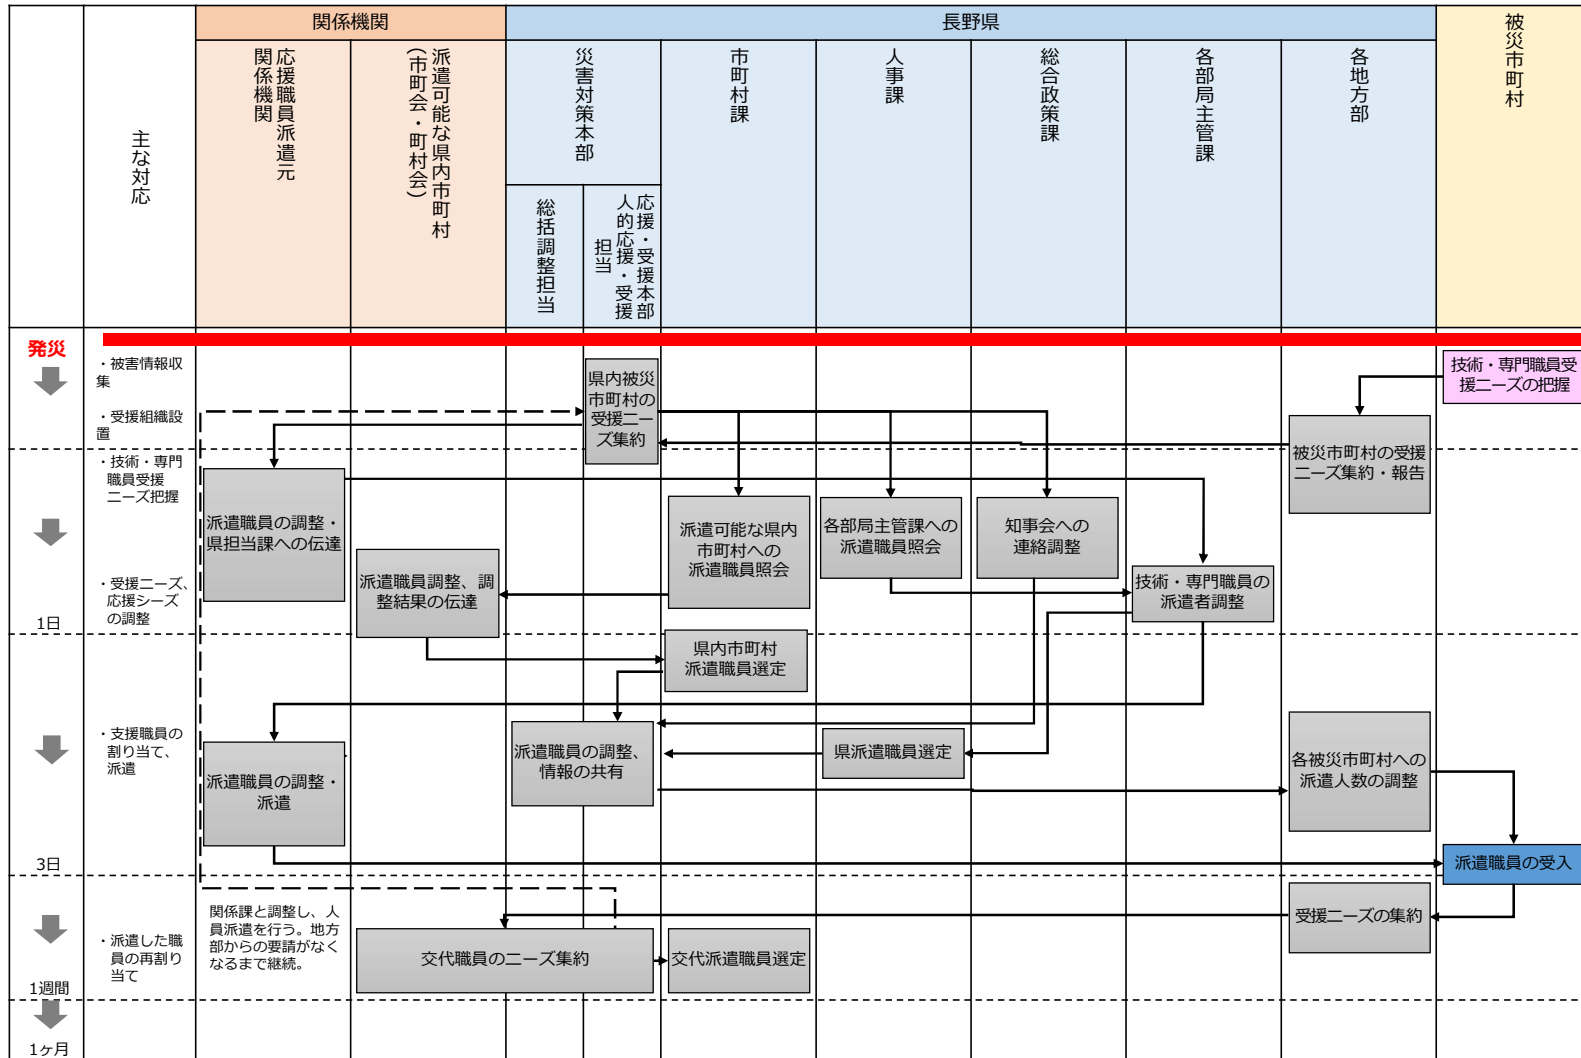 関係機関
長野県
被災市町村
主な対応
応援職員派遣元
関係機関
派遣可能な県内市町村
(市町会・町村会)
災害対策本部
市町村課
人事課
総合政策課
各部局主管課
各地方部
総括調整担当
応援・受援本部
人的応援・受援
担当
発災
・被害情報収
集
・受援組織設
置
県内被災
市町村の
受援ニー
ズ集約
技術・専門職員受
援ニーズの把握
被災市町村の受援
ニーズ集約・報告
・技術・専門
職員受援
ニーズ把握
派遣職員の調整・
県担当課への伝達
派遣可能な県内
市町村への
派遣職員照会
各部局主管課への
派遣職員照会
知事会への
連絡調整
・受援ニーズ、
応援シーズ
の調整
派遣職員調整、調
整結果の伝達
技術・専門職員の
派遣者調整
1日
県内市町村
派遣職員選定
・支援職員の
割り当て、
派遣
派遣職員の調整・
派遣
派遣職員の調整、
情報の共有
県派遣職員選定
各被災市町村への
派遣人数の調整
3日
派遣職員の受入
関係課と調整し、人
員派遣を行う。地方
部からの要請がなく
なるまで継続。
受援ニーズの集約
・派遣した職
員の再割り
当て
交代職員のニーズ集約
交代派遣職員選定
1週間
1ヶ月